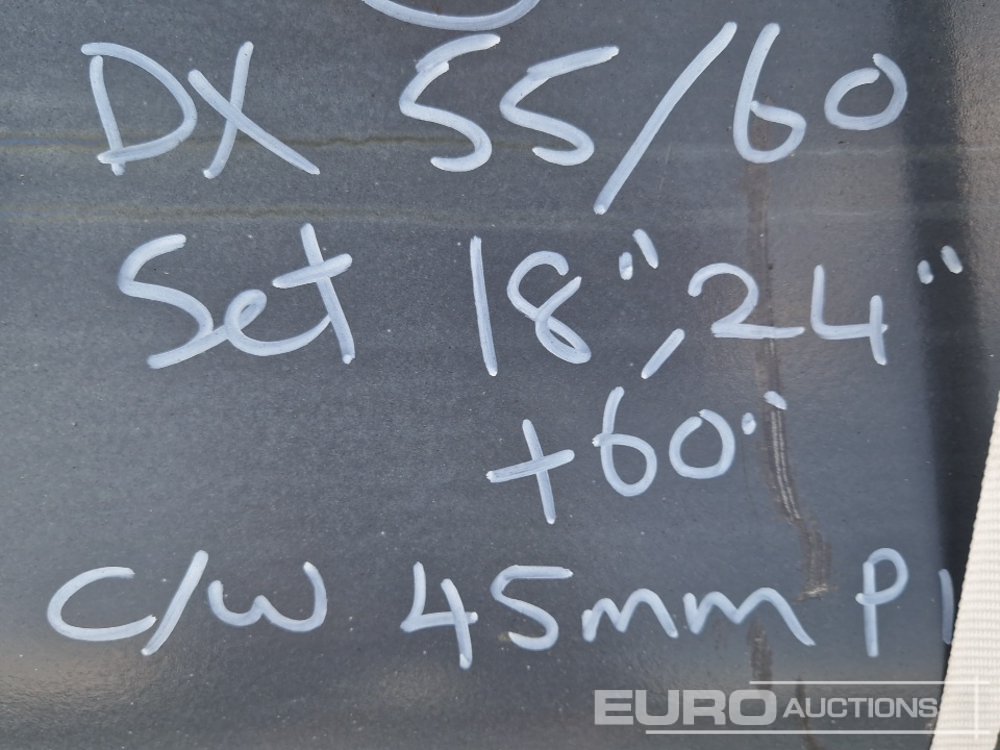 DX 55/60
Set 18", 24"
+60"
C/W 45mm
EURO AUCTIONS